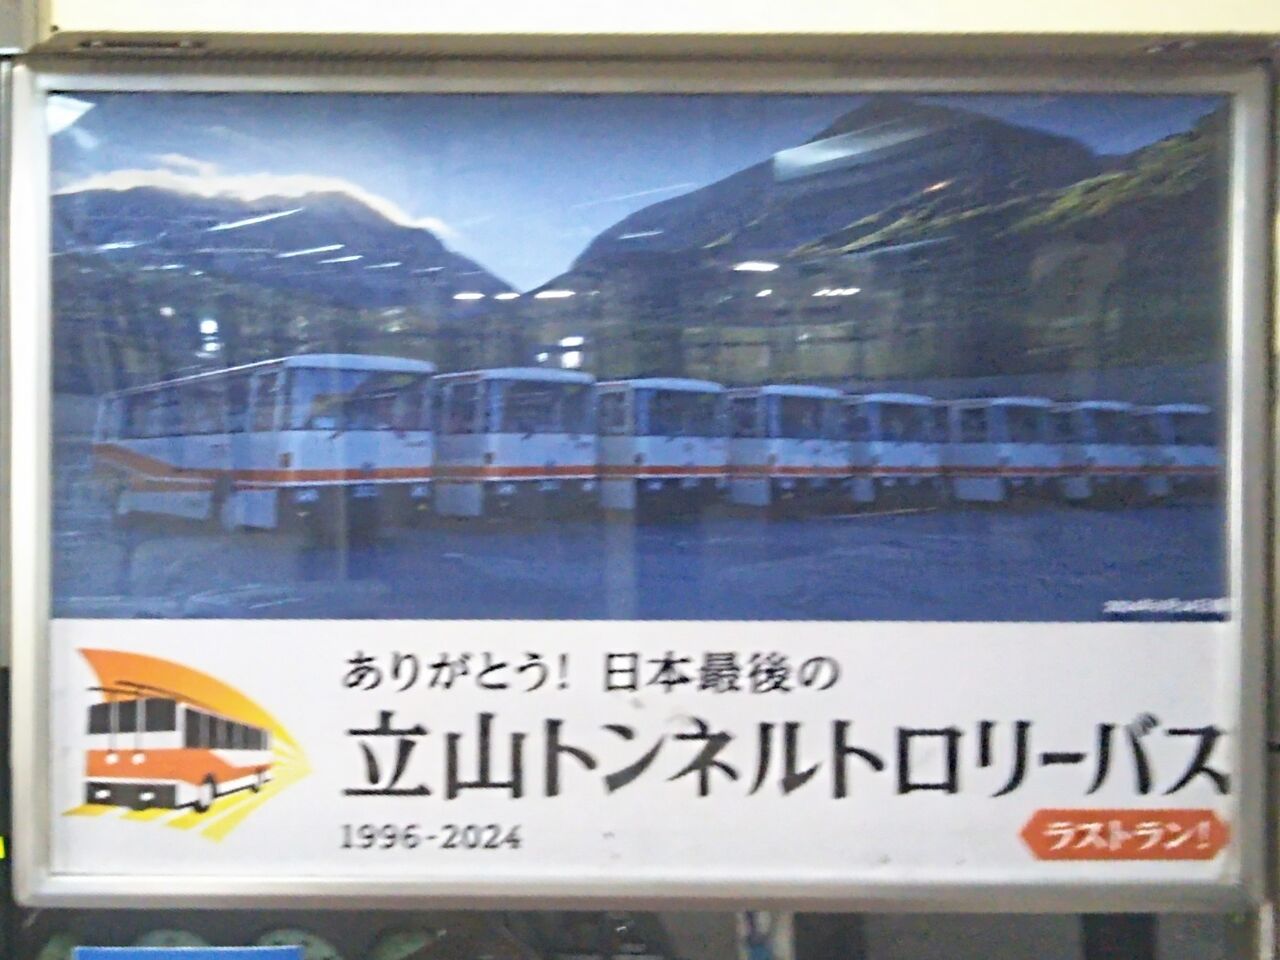 ありがとう! 日本最後の
立山トンネルトロリーバス
1996-2024
ラストラン!